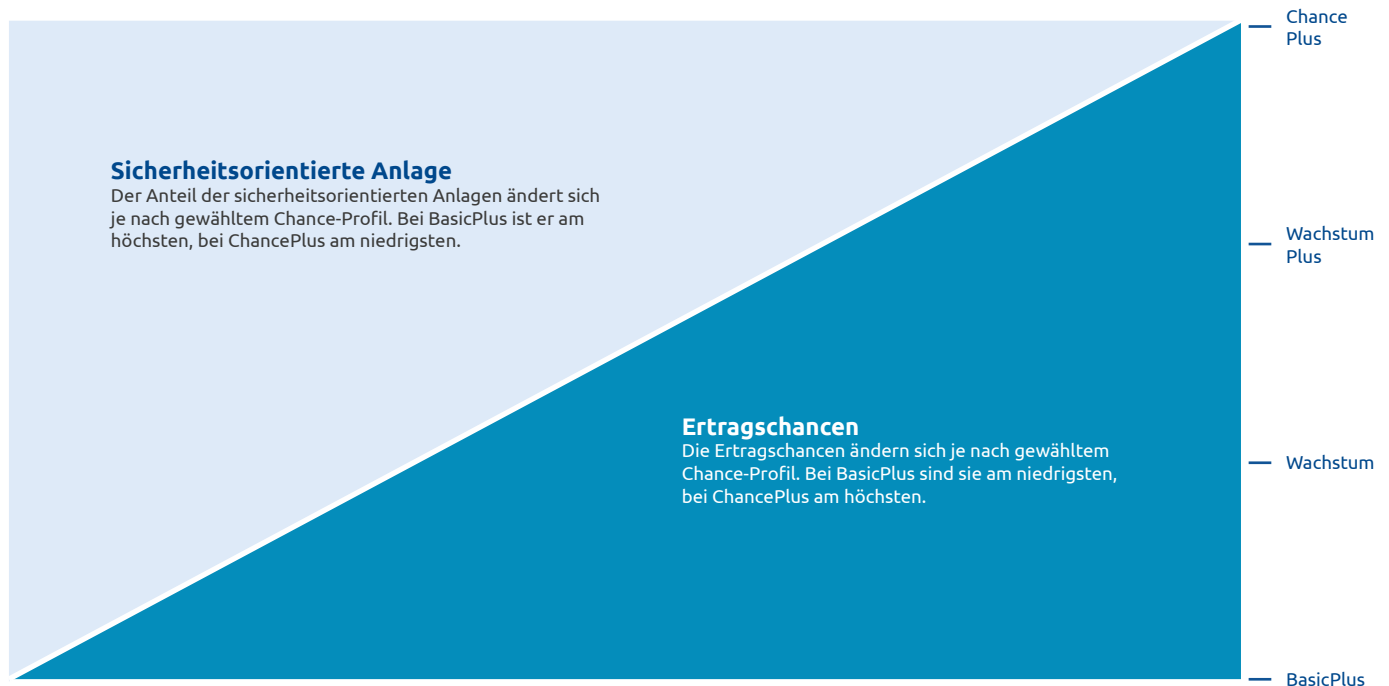 Chance
Plus
Sicherheitsorientierte Anlage
Der Anteil der sicherheitsorientierten Anlagen ändert sich
je nach gewähltem Chance-Profil. Bei BasicPlus ist er am
höchsten, bei ChancePlus am niedrigsten.
Wachstum
Plus
Ertragschancen
Die Ertragschancen ändern sich je nach gewähltem
Chance-Profil. Bei BasicPlus sind sie am niedrigsten,
bei ChancePlus am höchsten.
Wachstum
BasicPlus